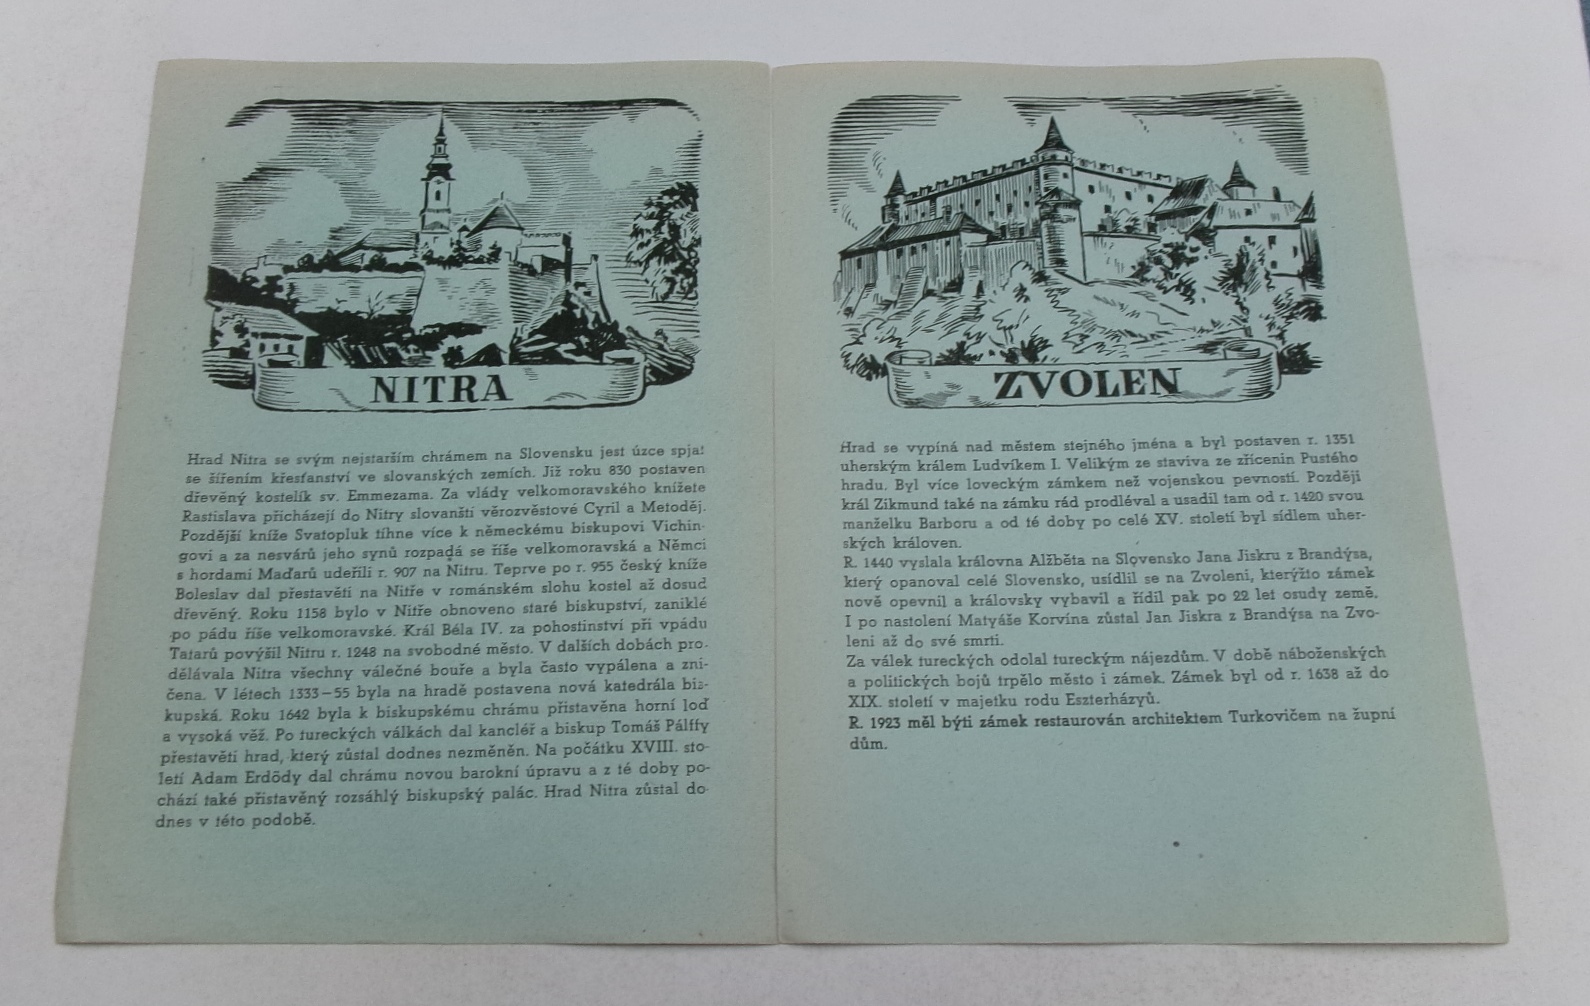 NITRA
Hrad Nitra se svým nejstarším chrámem na Slovensku jest úzce spjat
se šířením křesťanství ve slovanských zemích. Již roku 830 postaven
dřevěný kostelík sv. Emmezama. Za vlády velkomoravského knížete
Rastislava přicházejí do Nitry slovanští věrozvěstové Cyril a Metoděj.
Pozdější kníže Svatopluk tíhne více k německému biskupovi Vichin-
govi a za nesvárů jeho synů rozpadá se říše velkomoravská a Němci
s hordami Maďarů udeřili r. 907 na Nitru. Teprve po r. 955 český kníže
Boleslav dal přestavěti na Nitře v románském slohu kostel až dosud
dřevěný. Roku 1158 bylo v Nitře obnoveno staré biskupství, zaniklé
po pádu říše velkomoravské. Král Béla IV. za pohostinství při vpádu
Tatarů povýšil Nitru r. 1248 na svobodné město. V dalších dobách pro-
dělávala Nitra všechny válečné bouře a byla často vypálena a zni-
čena. V létech 1333–55 byla na hradě postavena nová katedrála bis-
kupská. Roku 1642 byla k biskupskému chrámu přistavěna horní loď
a vysoká věž. Po tureckých válkách dal kancléř a biskup Tomáš Pálffy
přestavěti hrad, který zůstal dodnes nezměněn. Na počátku XVIII. sto-
letí Adam Erdödy dal chrámu novou barokní úpravu a z té doby po-
chází také přistavěný rozsáhlý biskupský palác. Hrad Nitra zůstal do-
dnes v této podobě.
ZVOLEN
Hrad se vypíná nad městem stejného jména a byl postaven r. 1351
uherským králem Ludvíkem I. Velikým ze staviva ze zřícenin Pustého
hradu. Byl více loveckým zámkem než vojenskou pevností. Později
král Zikmund také na zámku rád prodléval a usadil tam od r. 1420 svou
manželku Barboru a od té doby po celé XV. století byl sídlem uher-
ských královen.
R. 1440 vyslala královna Alžběta na Slovensko Jana Jiskru z Brandýsa,
který opanoval celé Slovensko, usídlil se na Zvoleni, kterýžto zámek
nově opevnil a královsky vybavil a řídil pak po 22 let osudy země.
I po nastolení Matyáše Korvína zůstal Jan Jiskra z Brandýsa na Zvo-
leni až do své smrti.
Za válek tureckých odolal tureckým nájezdům. V době náboženských
a politických bojů trpělo město i zámek. Zámek byl od r. 1638 až do
XIX. století v majetku rodu Eszterházyů.
R. 1923 měl býti zámek restaurován architektem Turkovičem na župní
dům.